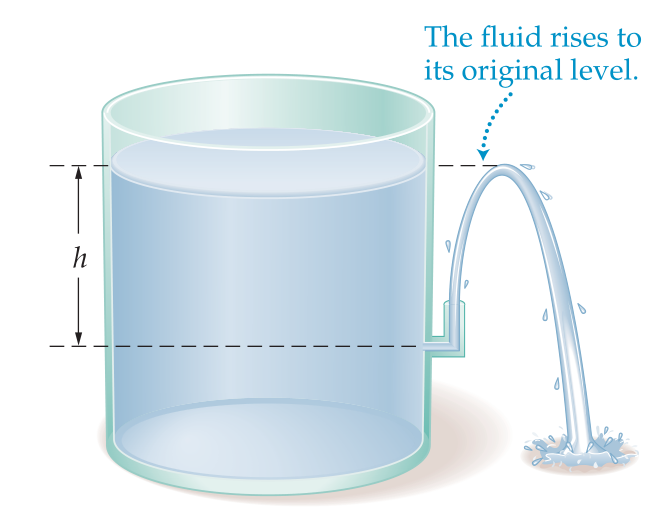 The fluid rises to
its original level.
h